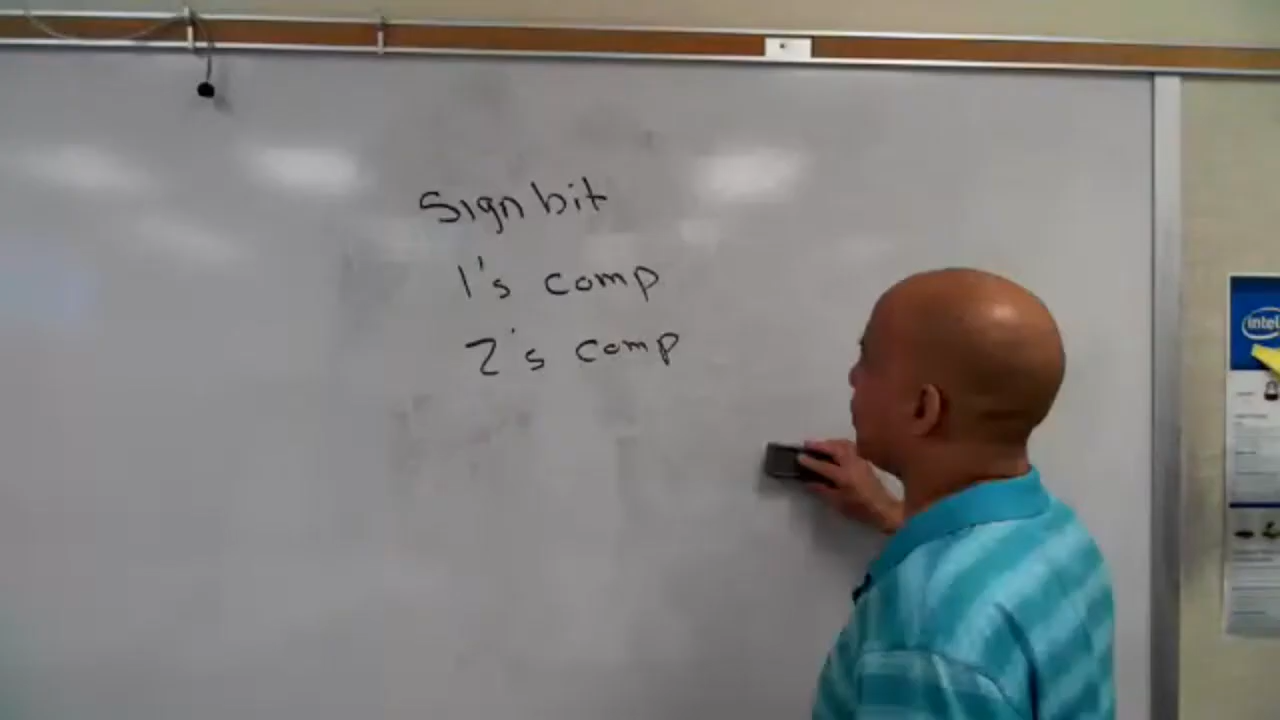 Sign bit
1's comp
2's comp
intel